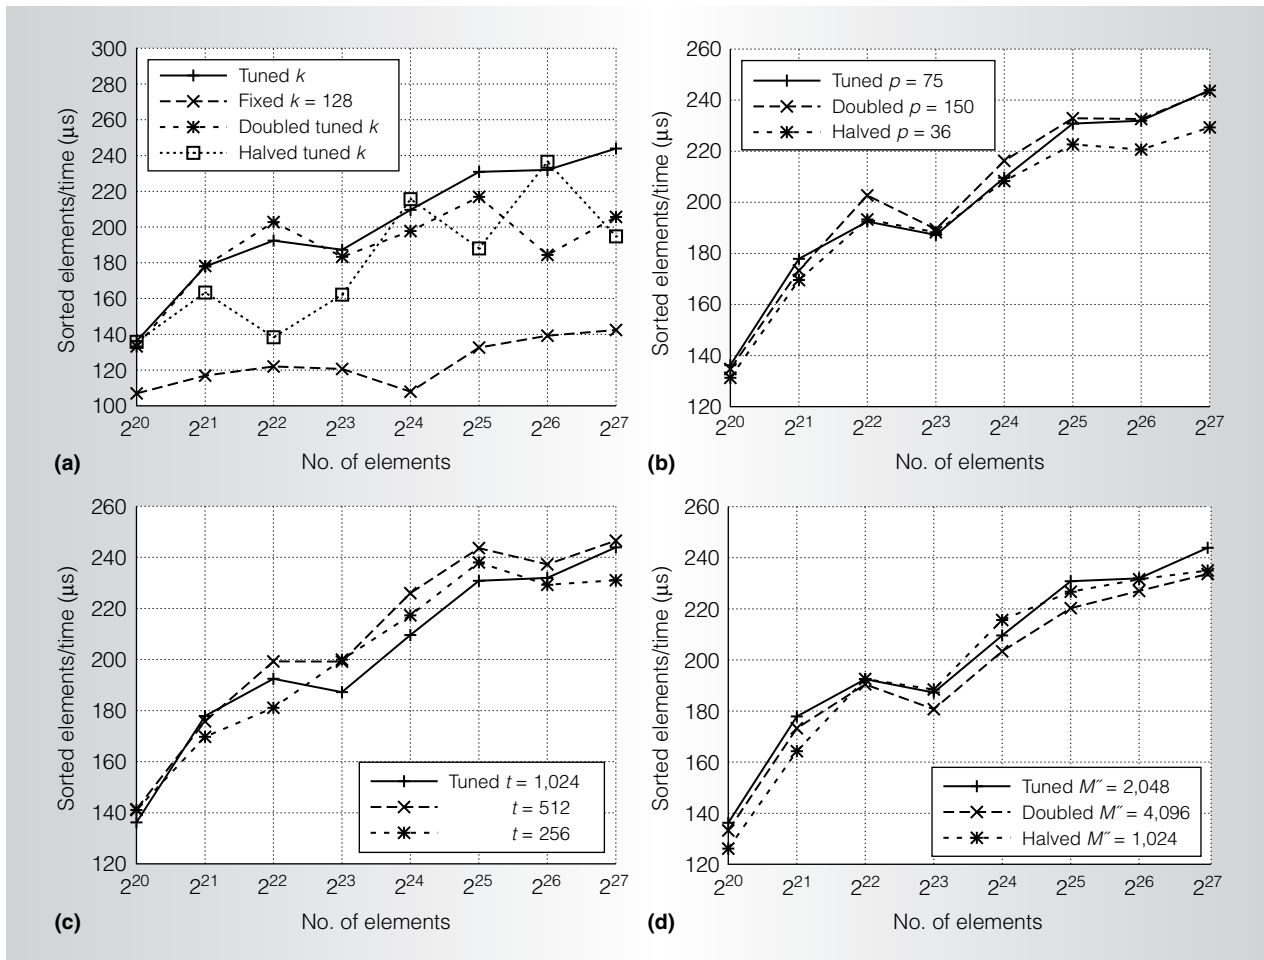 300
280
260
240
220
200
180
160
140
120
100
Sorted elements/time (μs)
Tuned k
Fixed k = 128
Doubled tuned k
Halved tuned k
2^20 2^21 2^22 2^23 2^24 2^25 2^26 2^27
(a)
No. of elements
260
240
220
200
180
160
140
120
Sorted elements/time (μs)
Tuned p = 75
Doubled p = 150
Halved p = 36
2^20 2^21 2^22 2^23 2^24 2^25 2^26 2^27
(b)
No. of elements
260
240
220
200
180
160
140
120
Sorted elements/time (μs)
Tuned t = 1,024
t = 512
t = 256
2^20 2^21 2^22 2^23 2^24 2^25 2^26 2^27
(c)
No. of elements
260
240
220
200
180
160
140
120
Sorted elements/time (μs)
Tuned M˝ = 2,048
Doubled M˝ = 4,096
Halved M˝ = 1,024
2^20 2^21 2^22 2^23 2^24 2^25 2^26 2^27
(d)
No. of elements